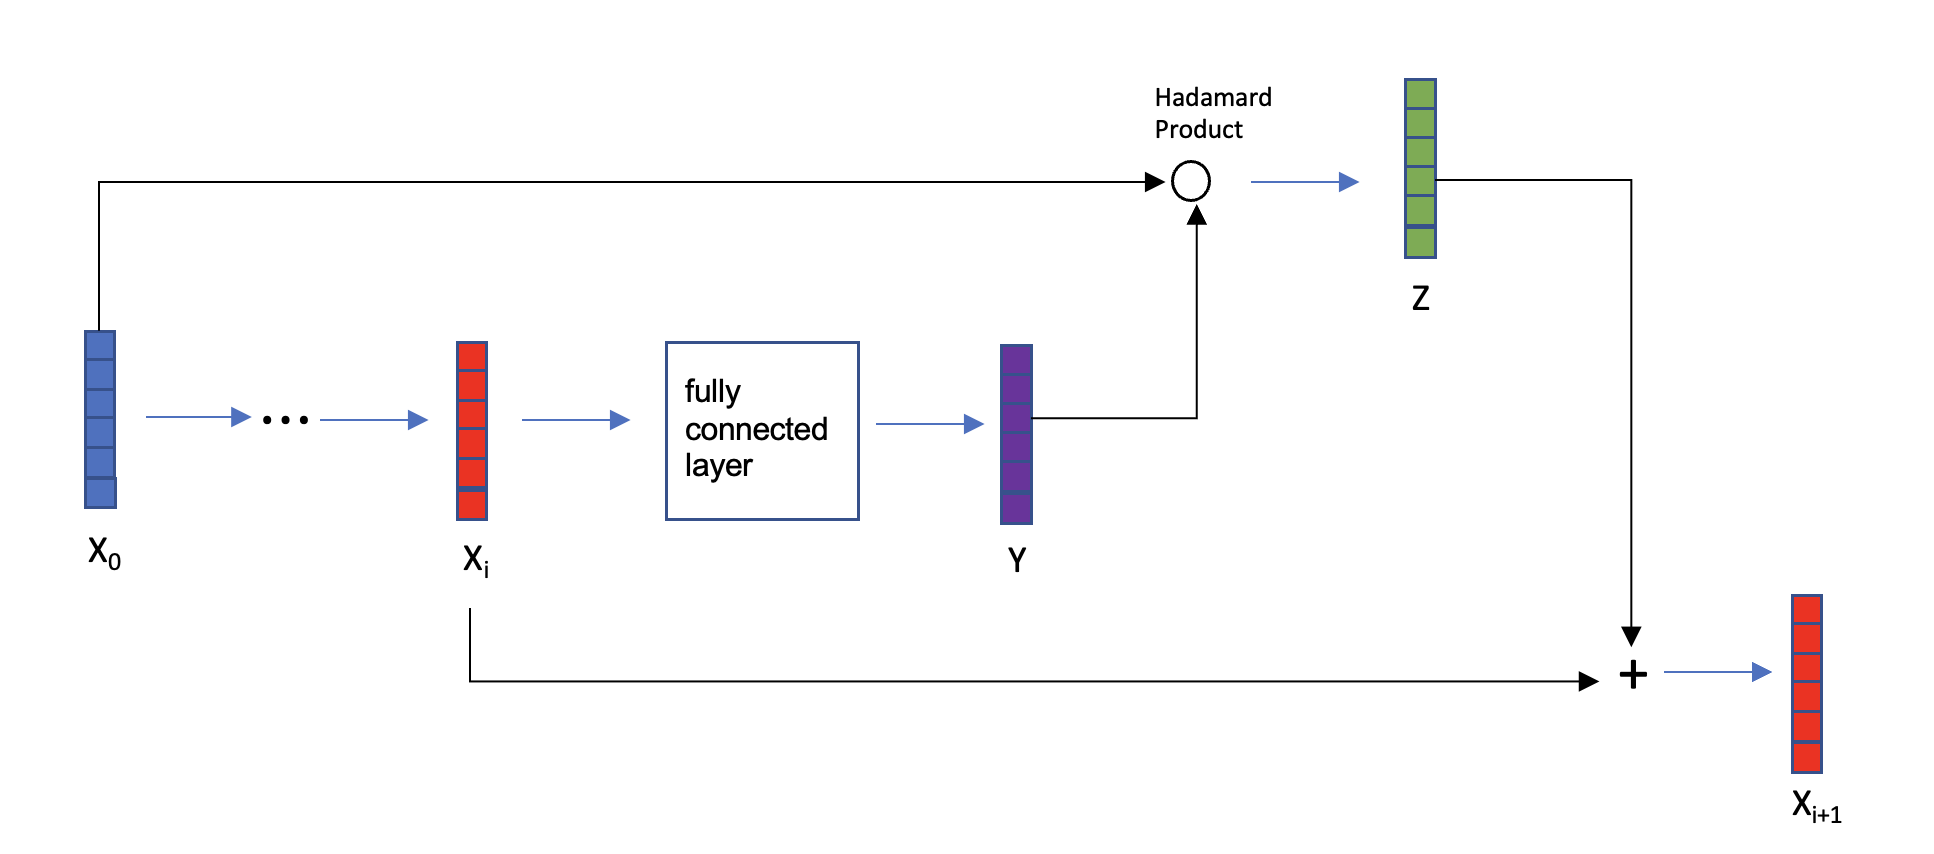 Hadamard
Product
Z
fully
connected
layer
X₀
...
Xᵢ
Y
+
Xᵢ₊₁